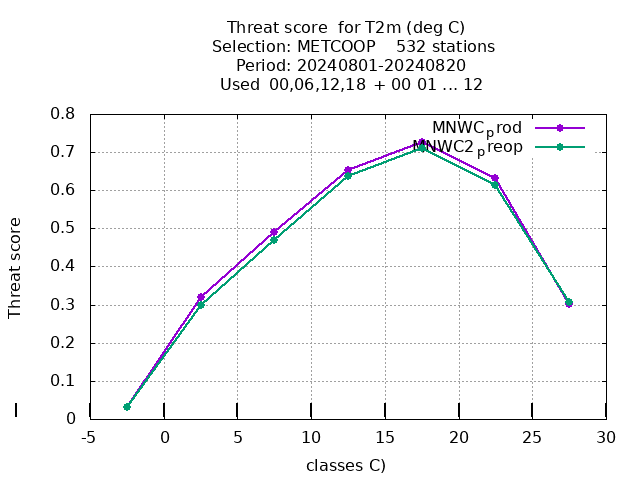 Threat score for T2m (deg C)
Selection: METCOOP 532 stations
Period: 20240801-20240820
Used 00,06,12,18 + 00 01 ... 12
MNWCprod
MNWC2preop
0.8
0.7
0.6
0.5
0.4
0.3
0.2
0.1
0
Threat score
-5 0 5 10 15 20 25 30
classes C)